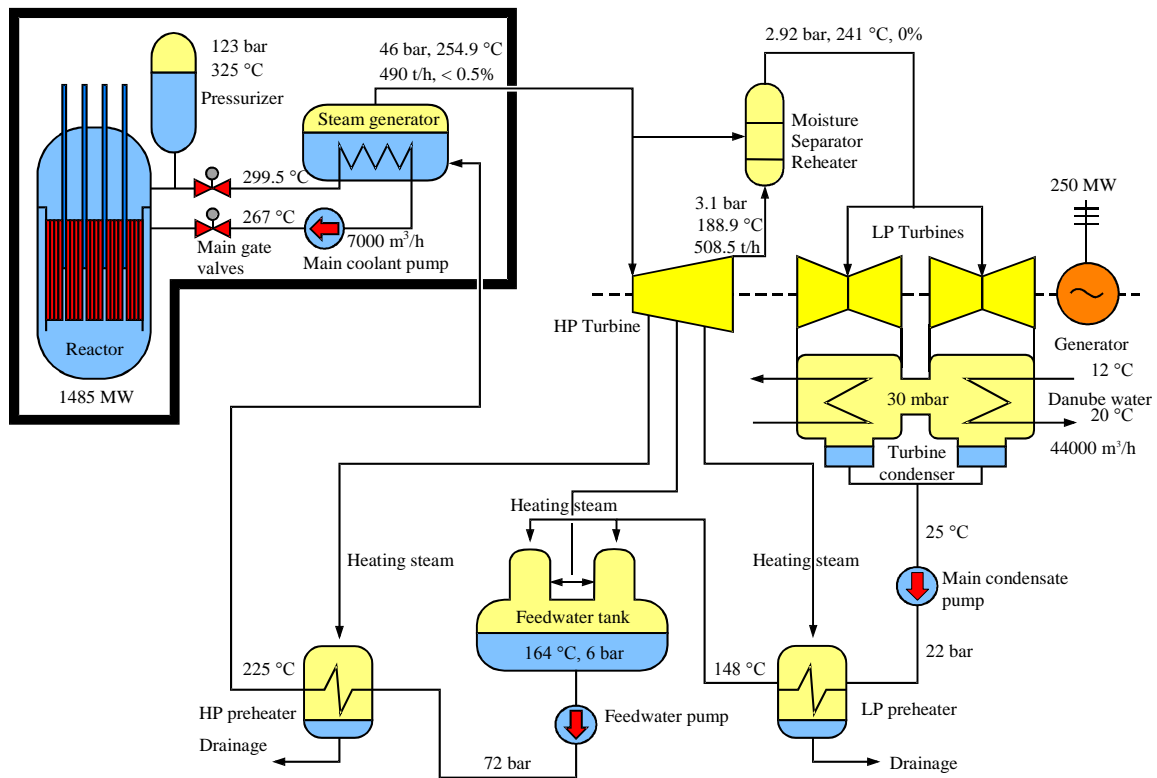 123 bar
325 °C
Pressurizer
46 bar, 254.9 °C
490 t/h, < 0.5%
Steam generator
299.5 °C
267 °C
Main gate
valves
7000 m³/h
Main coolant pump
Reactor
1485 MW
2.92 bar, 241 °C, 0%
Moisture
Separator
Reheater
3.1 bar
188.9 °C
508.5 t/h
HP Turbine
LP Turbines
250 MW
Generator
12 °C
Danube water
20 °C
44000 m³/h
30 mbar
Turbine
condenser
25 °C
Main condensate
pump
22 bar
Heating steam
Heating steam
Heating steam
Feedwater tank
164 °C, 6 bar
148 °C
225 °C
HP preheater
Drainage
72 bar
Feedwater pump
LP preheater
Drainage